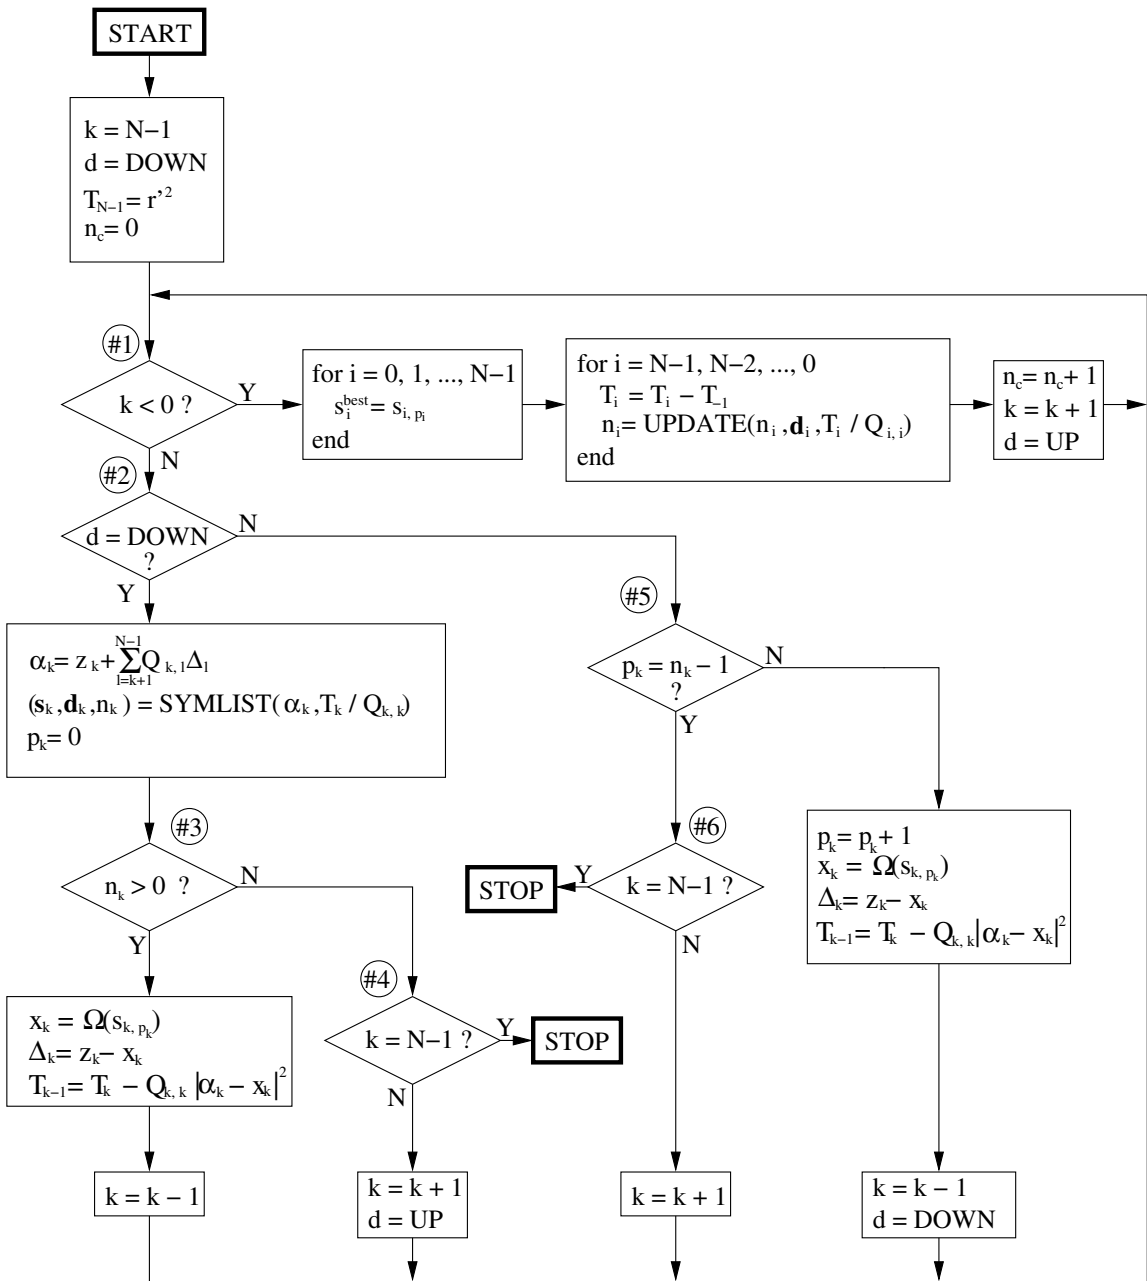 START
k = N−1
d = DOWN
T_{N−1} = r'^2
n_c = 0
#1
k < 0 ?
Y
N
for i = 0, 1, ..., N−1
s_i^{best} = s_{i, p_i}
end
for i = N−1, N−2, ..., 0
T_i = T_i − T_{−1}
n_i = UPDATE(n_i , d_i , T_i / Q_{i, i})
end
n_c = n_c + 1
k = k + 1
d = UP
#2
d = DOWN
?
N
Y
α_k = z_k + \sum_{l=k+1}^{N−1} Q_{k, l} Δ_l
(s_k , d_k , n_k ) = SYMLIST(α_k , T_k / Q_{k, k})
p_k = 0
#5
p_k = n_k − 1
?
N
Y
#3
n_k > 0 ?
N
Y
#6
k = N−1 ?
Y
N
STOP
p_k = p_k + 1
x_k = Ω(s_{k, p_k})
Δ_k = z_k − x_k
T_{k−1} = T_k − Q_{k, k} |α_k − x_k|^2
#4
k = N−1 ?
Y
N
STOP
x_k = Ω(s_{k, p_k})
Δ_k = z_k − x_k
T_{k−1} = T_k − Q_{k, k} |α_k − x_k|^2
k = k − 1
k = k + 1
d = UP
k = k + 1
k = k − 1
d = DOWN